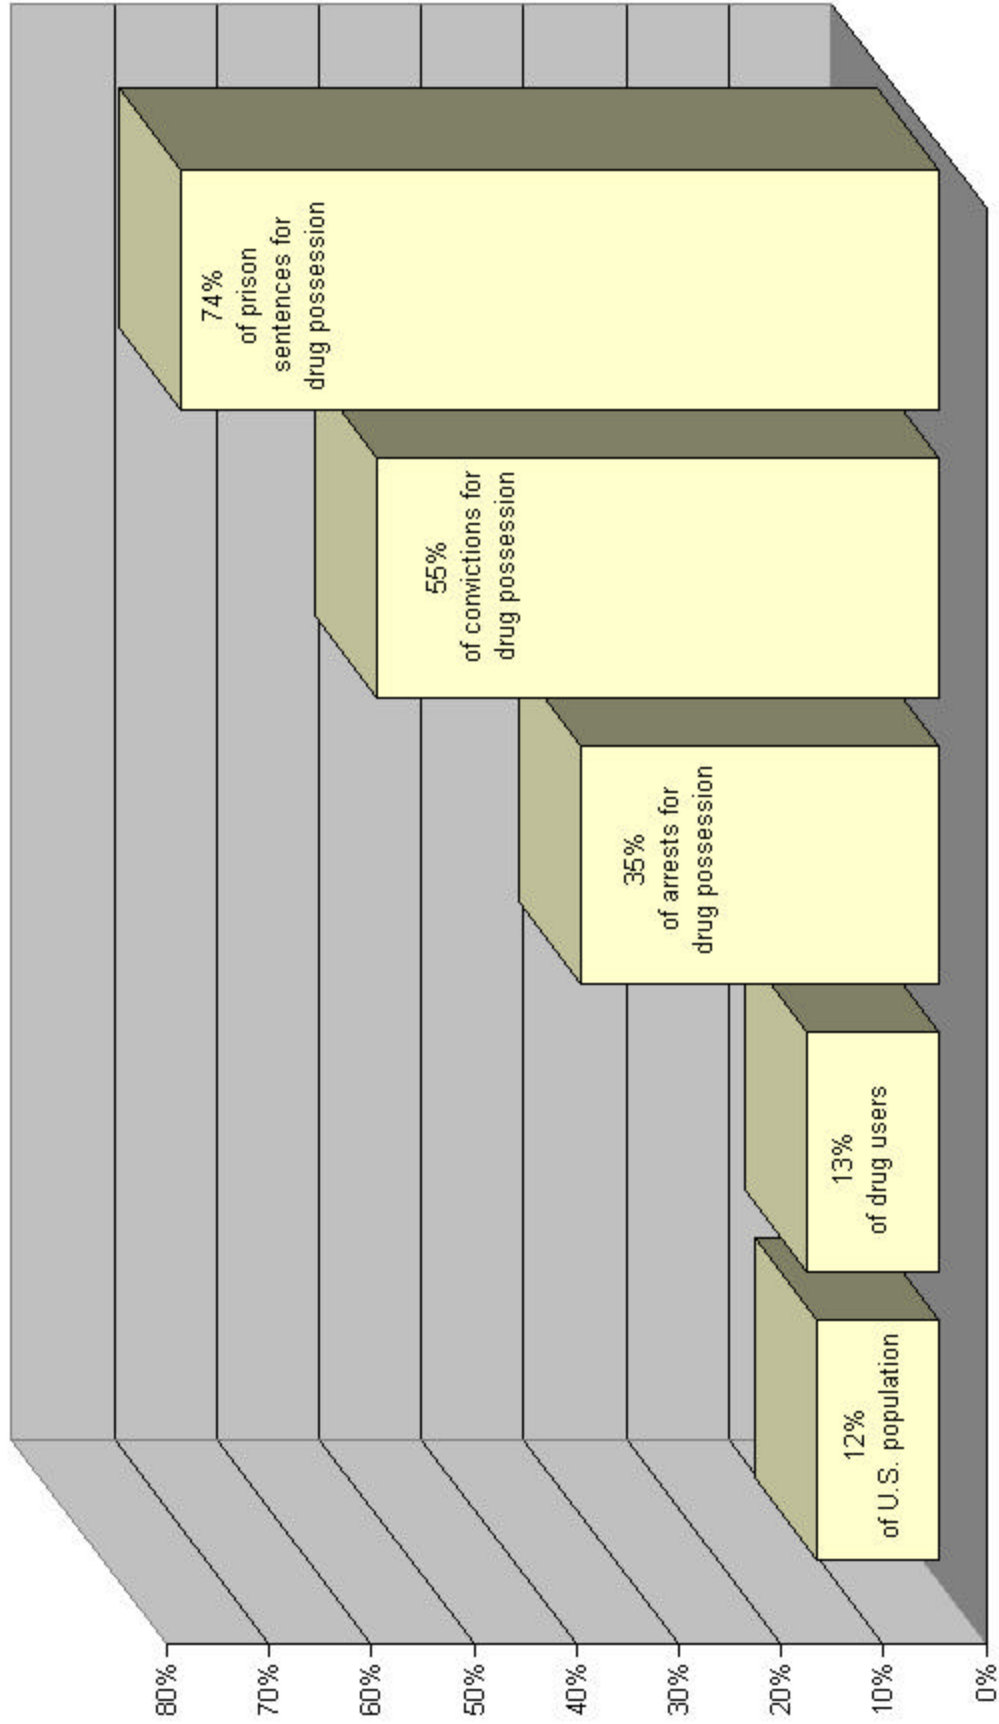 80%
70%
60%
50%
40%
30%
20%
10%
0%
12%
of U.S. population
13%
of drug users
35%
of arrests for
drug possession
55%
of convictions for
drug possession
74%
of prison
sentences for
drug possession